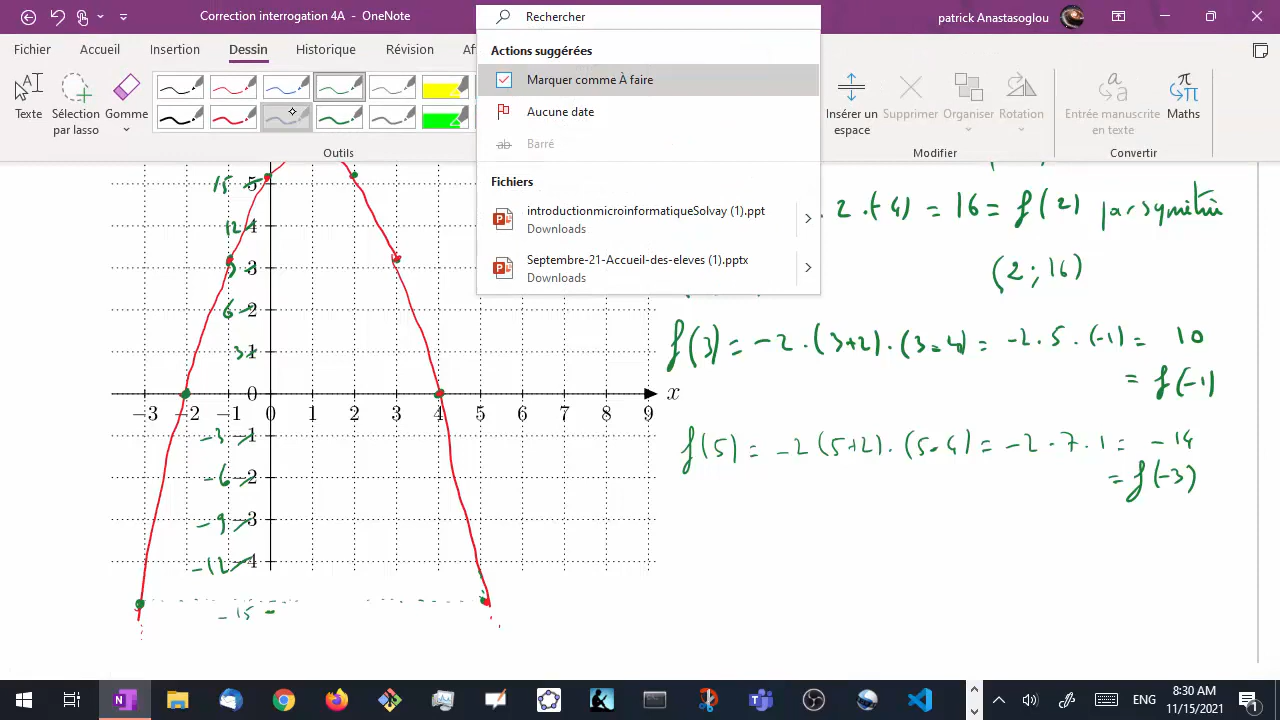 Correction interrogation 4A - OneNote
Rechercher
patrick Anastasoglou
Fichier Accueil Insertion Dessin Historique Révision
Actions suggérées
Marquer comme À faire
Aucune date
Barré
Fichiers
introductionmicroinformatiqueSolvay (1).ppt
Downloads
Septembre-21-Accueil-des-eleves (1).pptx
Downloads
Texte
Sélection par lasso
Gomme
Outils
Insérer un espace
Supprimer
Organiser
Rotation
Modifier
Entrée manuscrite en texte
Maths
Convertir
15 5
12 4
9 3
6 2
3 1
0
-3 -2 -1 0 1 2 3 4 5 6 7 8 9 x
-3 -1
-6 -2
-9 -3
-12 -4
-15
. 2 . (-4) = 16 = f(2) par symétrie
(2 ; 16)
f(3) = -2 . (3+2) . (3-4) = -2 . 5 . (-1) = 10
= f(-1)
f(5) = -2 (5+2) . (5-4) = -2 . 7 . 1 = -14
= f(-3)
ENG
8:30 AM
11/15/2021